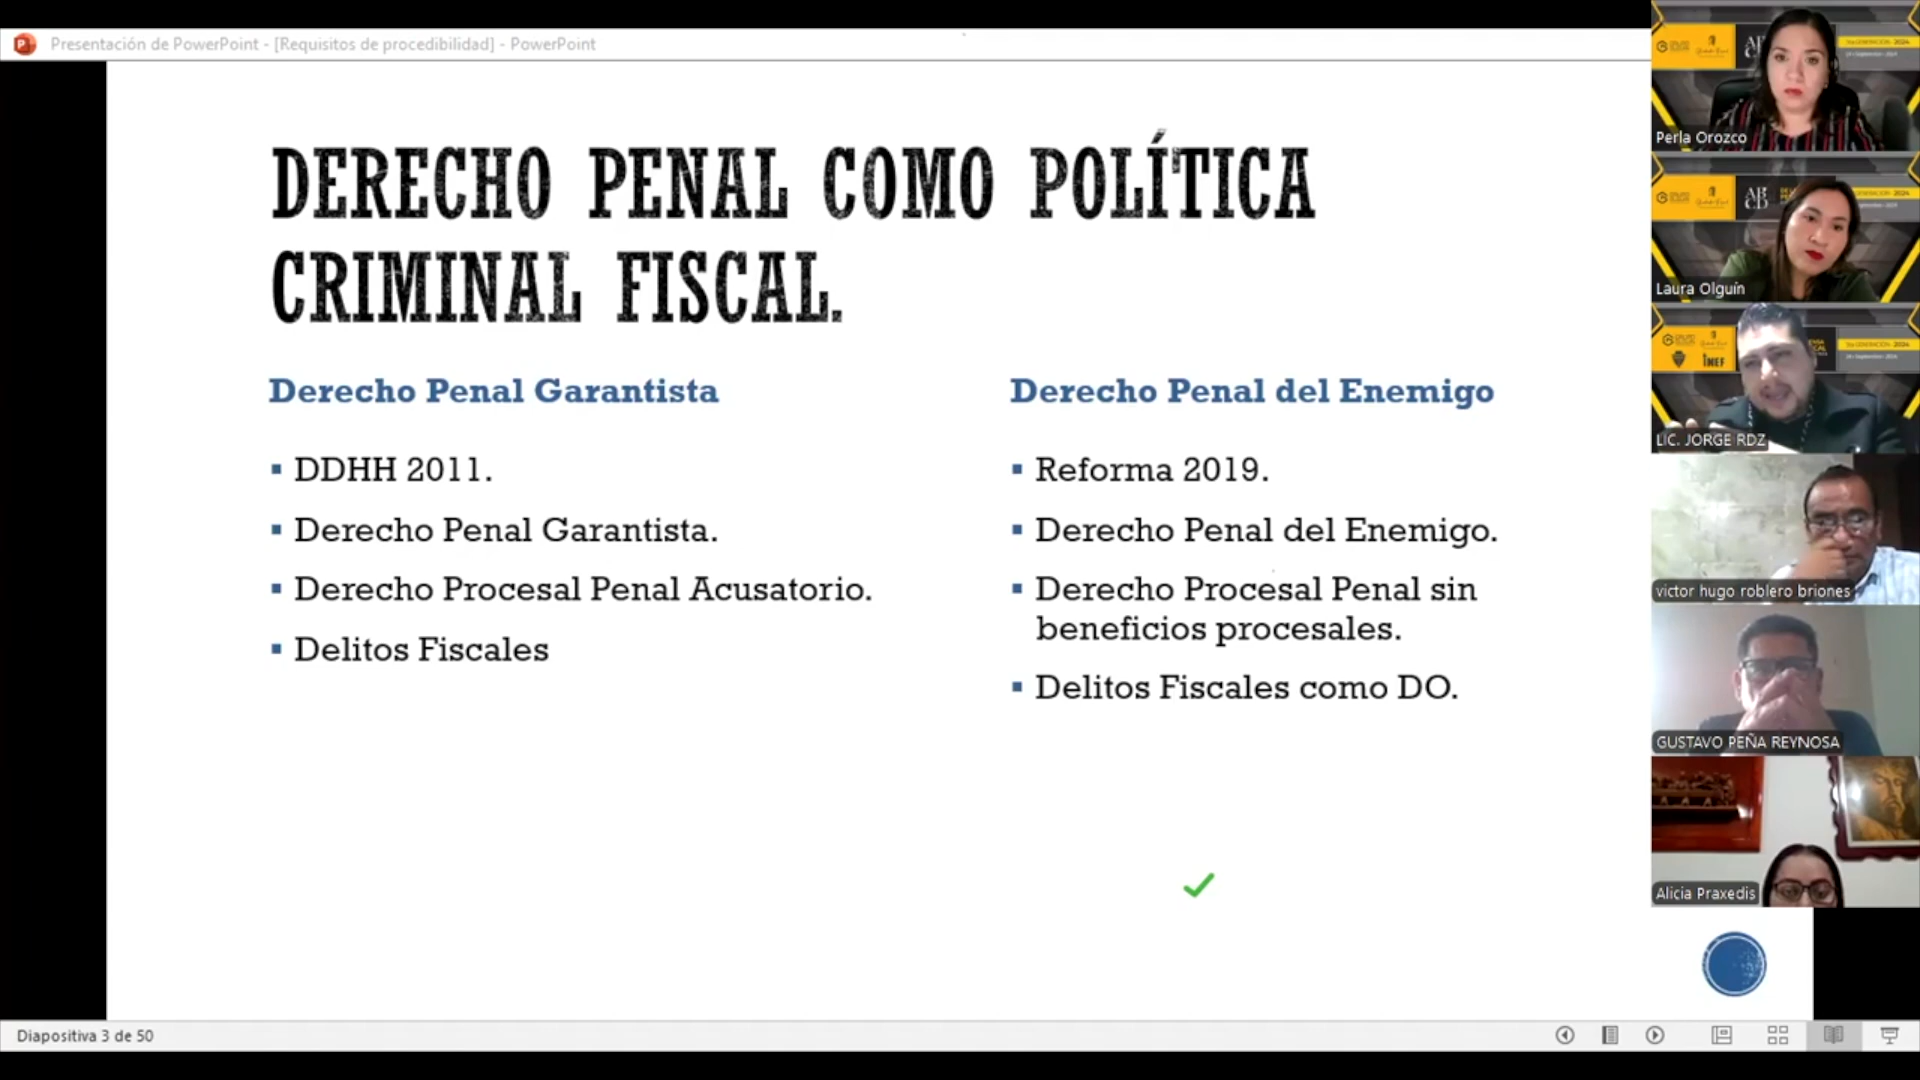 Presentación de PowerPoint - [Requisitos de procedibilidad] - PowerPoint
DERECHO PENAL COMO POLÍTICA
CRIMINAL FISCAL.
Derecho Penal Garantista
▪ DDHH 2011.
▪ Derecho Penal Garantista.
▪ Derecho Procesal Penal Acusatorio.
▪ Delitos Fiscales
Derecho Penal del Enemigo
▪ Reforma 2019.
▪ Derecho Penal del Enemigo.
▪ Derecho Procesal Penal sin
beneficios procesales.
▪ Delitos Fiscales como DO.
Perla Orozco
Laura Olguín
INEF
LIC. JORGE RDZ
victor hugo roblero briones
GUSTAVO PEÑA REYNOSA
Alicia Praxedis
Diapositiva 3 de 50